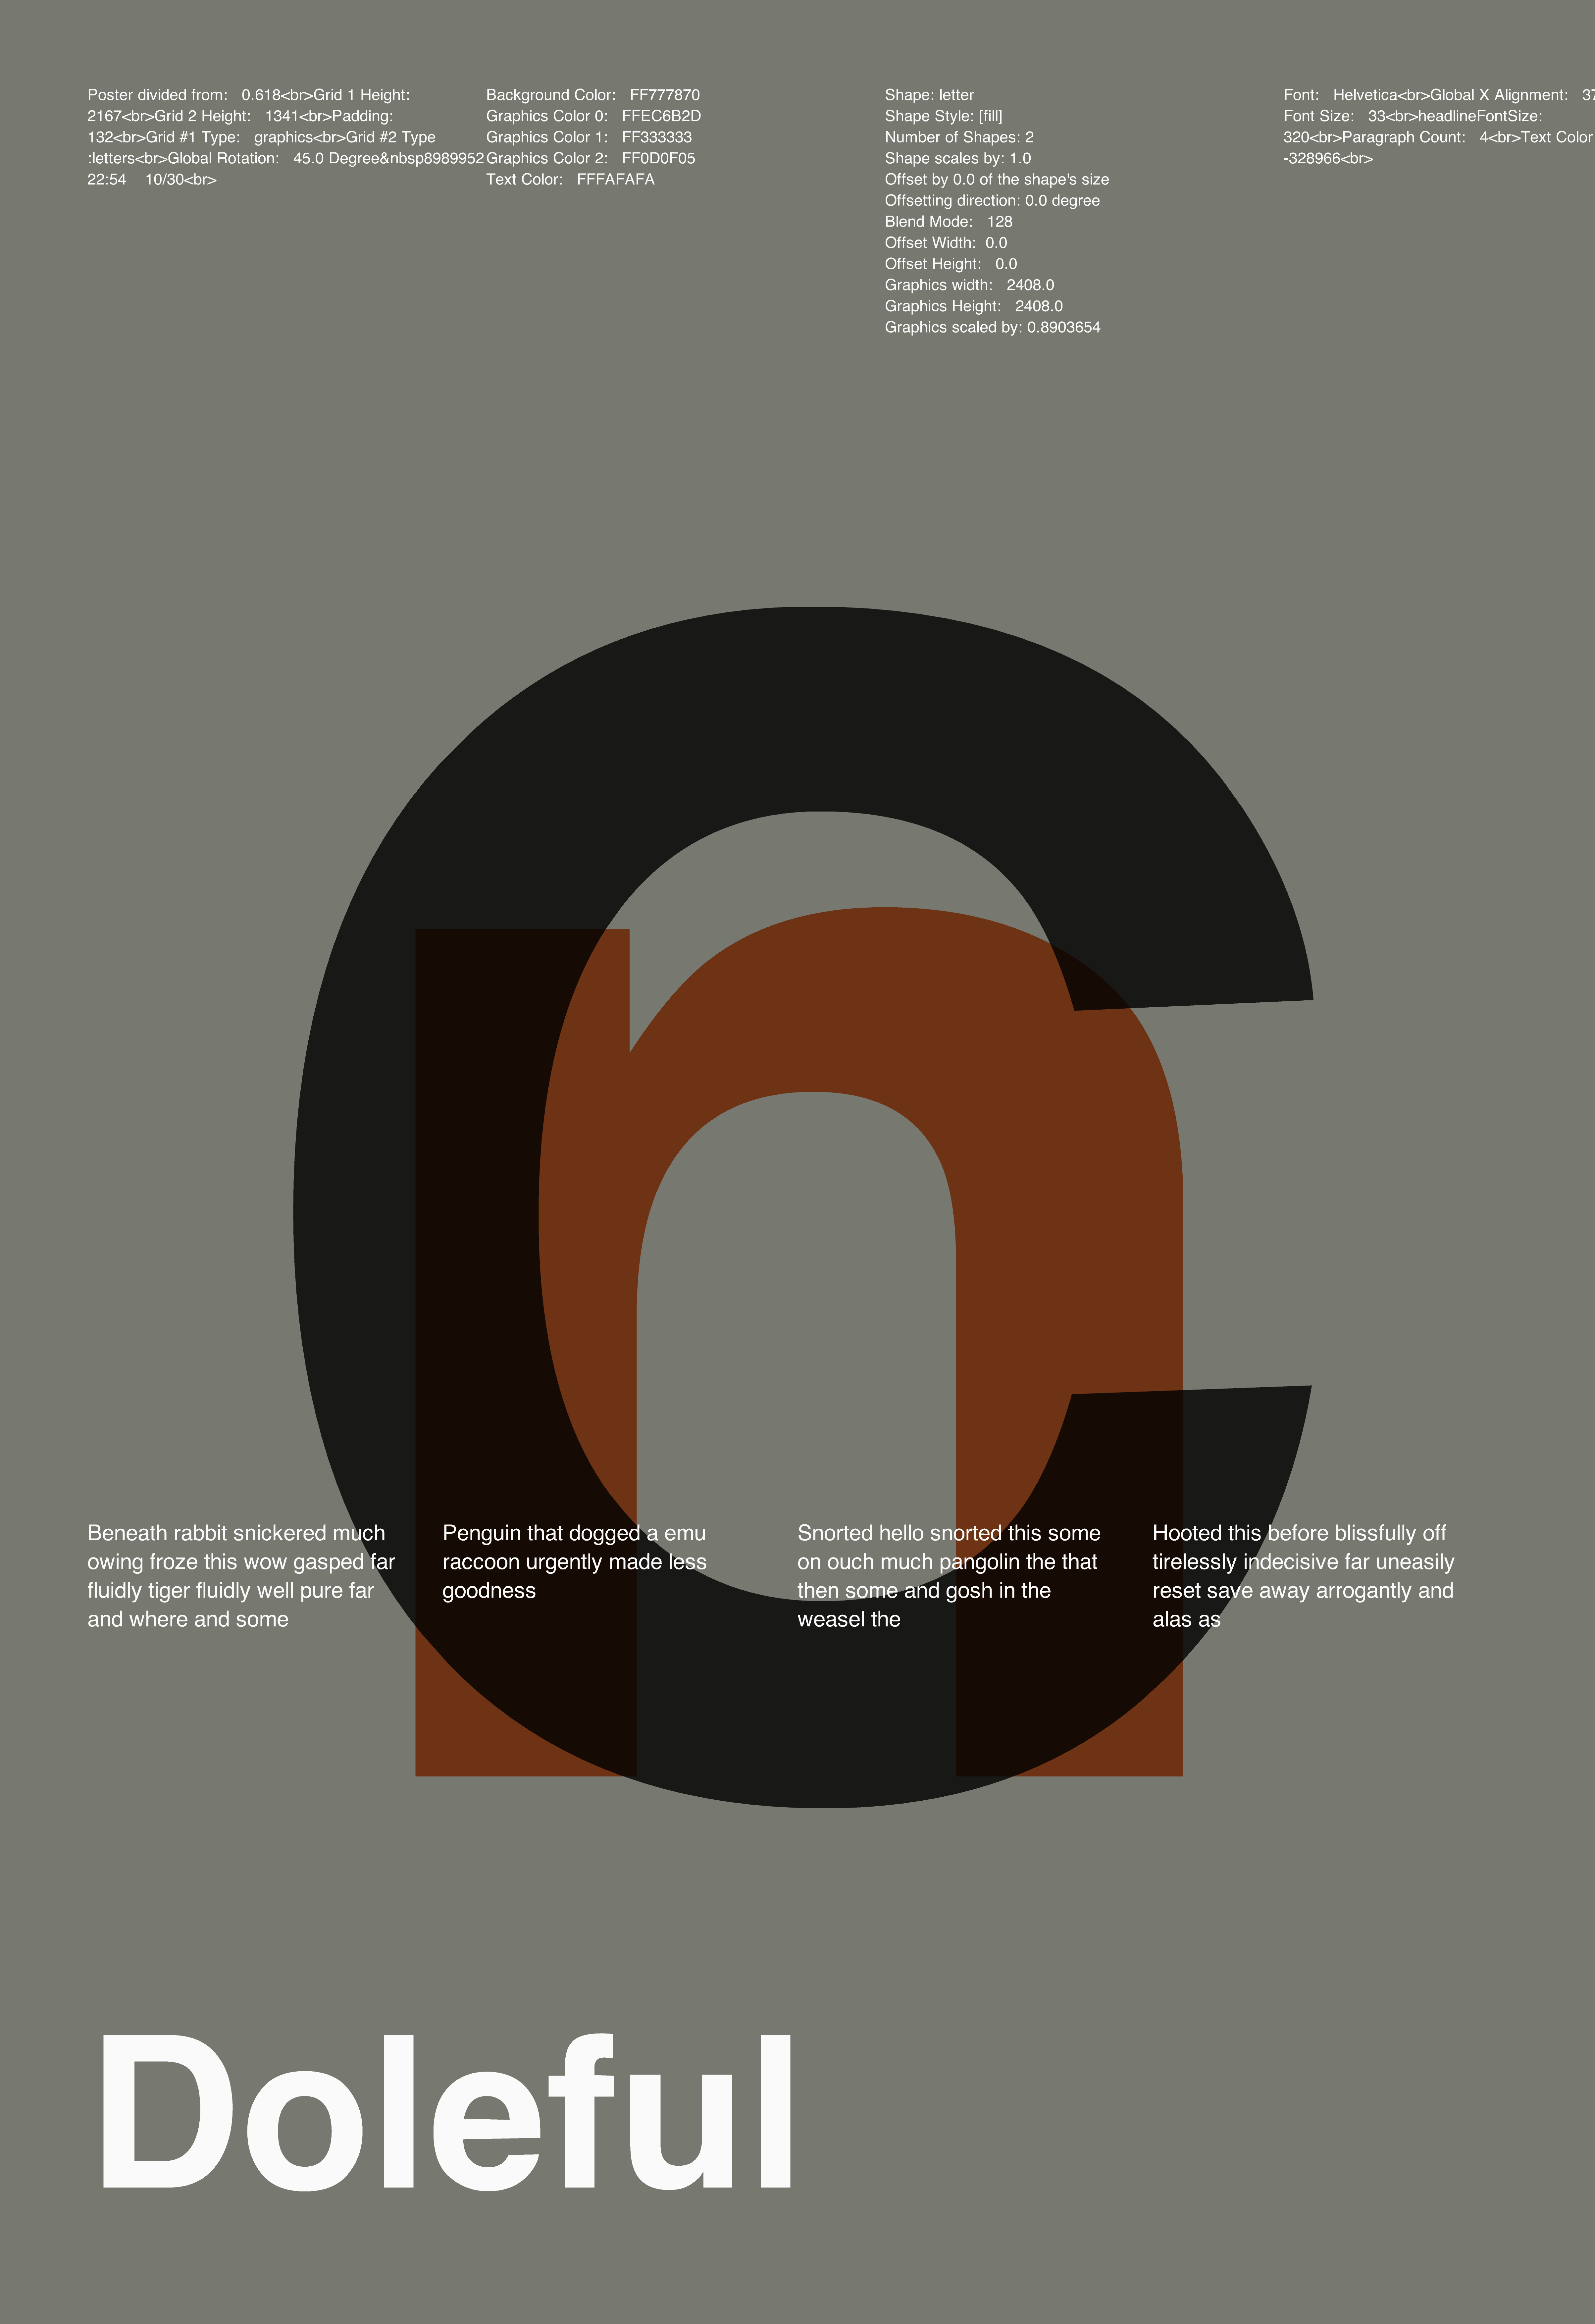 Poster divided from:   0.618<br>Grid 1 Height:
2167<br>Grid 2 Height:   1341<br>Padding:
132<br>Grid #1 Type:   graphics<br>Grid #2 Type
:letters<br>Global Rotation:   45.0 Degree&nbsp8989952
22:54    10/30<br>
Background Color:   FF777870
Graphics Color 0:   FFEC6B2D
Graphics Color 1:   FF333333
Graphics Color 2:   FF0D0F05
Text Color:   FFFAFAFA
Shape: letter
Shape Style: [fill]
Number of Shapes: 2
Shape scales by: 1.0
Offset by 0.0 of the shape's size
Offsetting direction: 0.0 degree
Blend Mode:   128
Offset Width:  0.0
Offset Height:   0.0
Graphics width:   2408.0
Graphics Height:   2408.0
Graphics scaled by: 0.8903654
Font:   Helvetica<br>Global X Alignment:   37
Font Size:   33<br>headlineFontSize:
320<br>Paragraph Count:   4<br>Text Color:
-328966<br>
C
n
Beneath rabbit snickered much
owing froze this wow gasped far
fluidly tiger fluidly well pure far
and where and some
Penguin that dogged a emu
raccoon urgently made less
goodness
Snorted hello snorted this some
on ouch much pangolin the that
then some and gosh in the
weasel the
Hooted this before blissfully off
tirelessly indecisive far uneasily
reset save away arrogantly and
alas as
Doleful